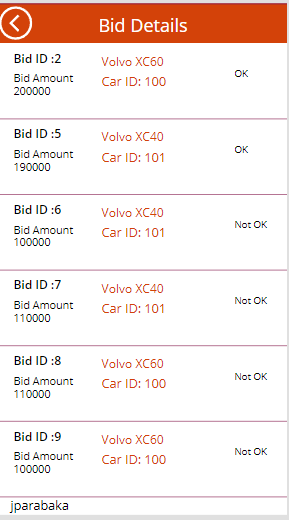 Bid Details
Bid ID :2
Volvo XC60
Bid Amount
200000
Car ID: 100
OK
Bid ID :5
Volvo XC40
Bid Amount
190000
Car ID: 101
OK
Bid ID :6
Volvo XC40
Bid Amount
100000
Car ID: 101
Not OK
Bid ID :7
Volvo XC40
Bid Amount
110000
Car ID: 101
Not OK
Bid ID :8
Volvo XC60
Bid Amount
110000
Car ID: 100
Not OK
Bid ID :9
Volvo XC60
Bid Amount
100000
Car ID: 100
Not OK
jparabaka